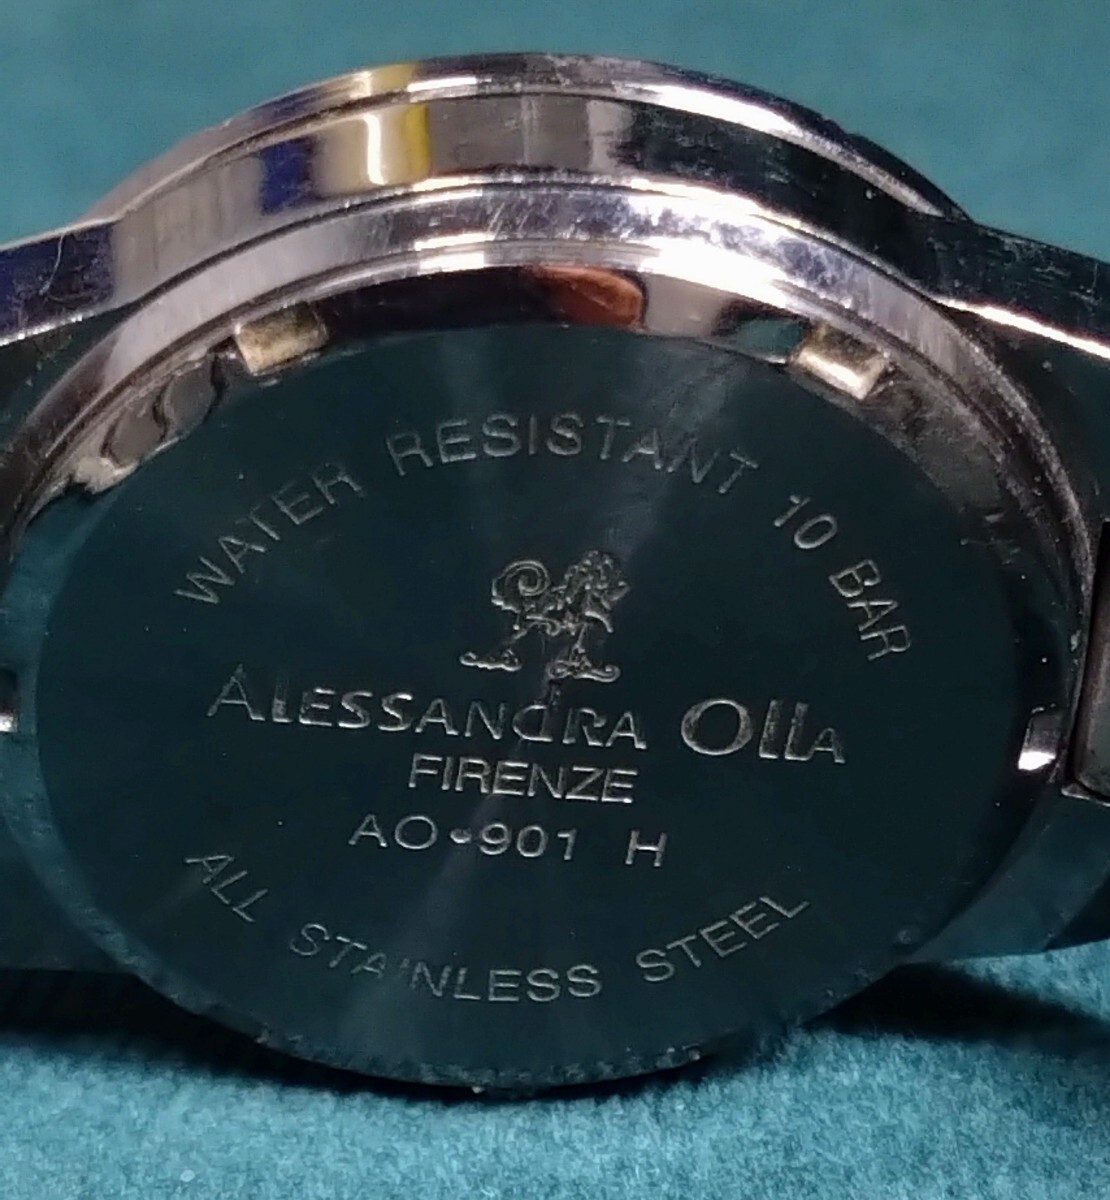 WATER RESISTANT 10 BAR
ALESSANDRA OllA
FIRENZE
AO•901 H
ALL STAINLESS STEEL